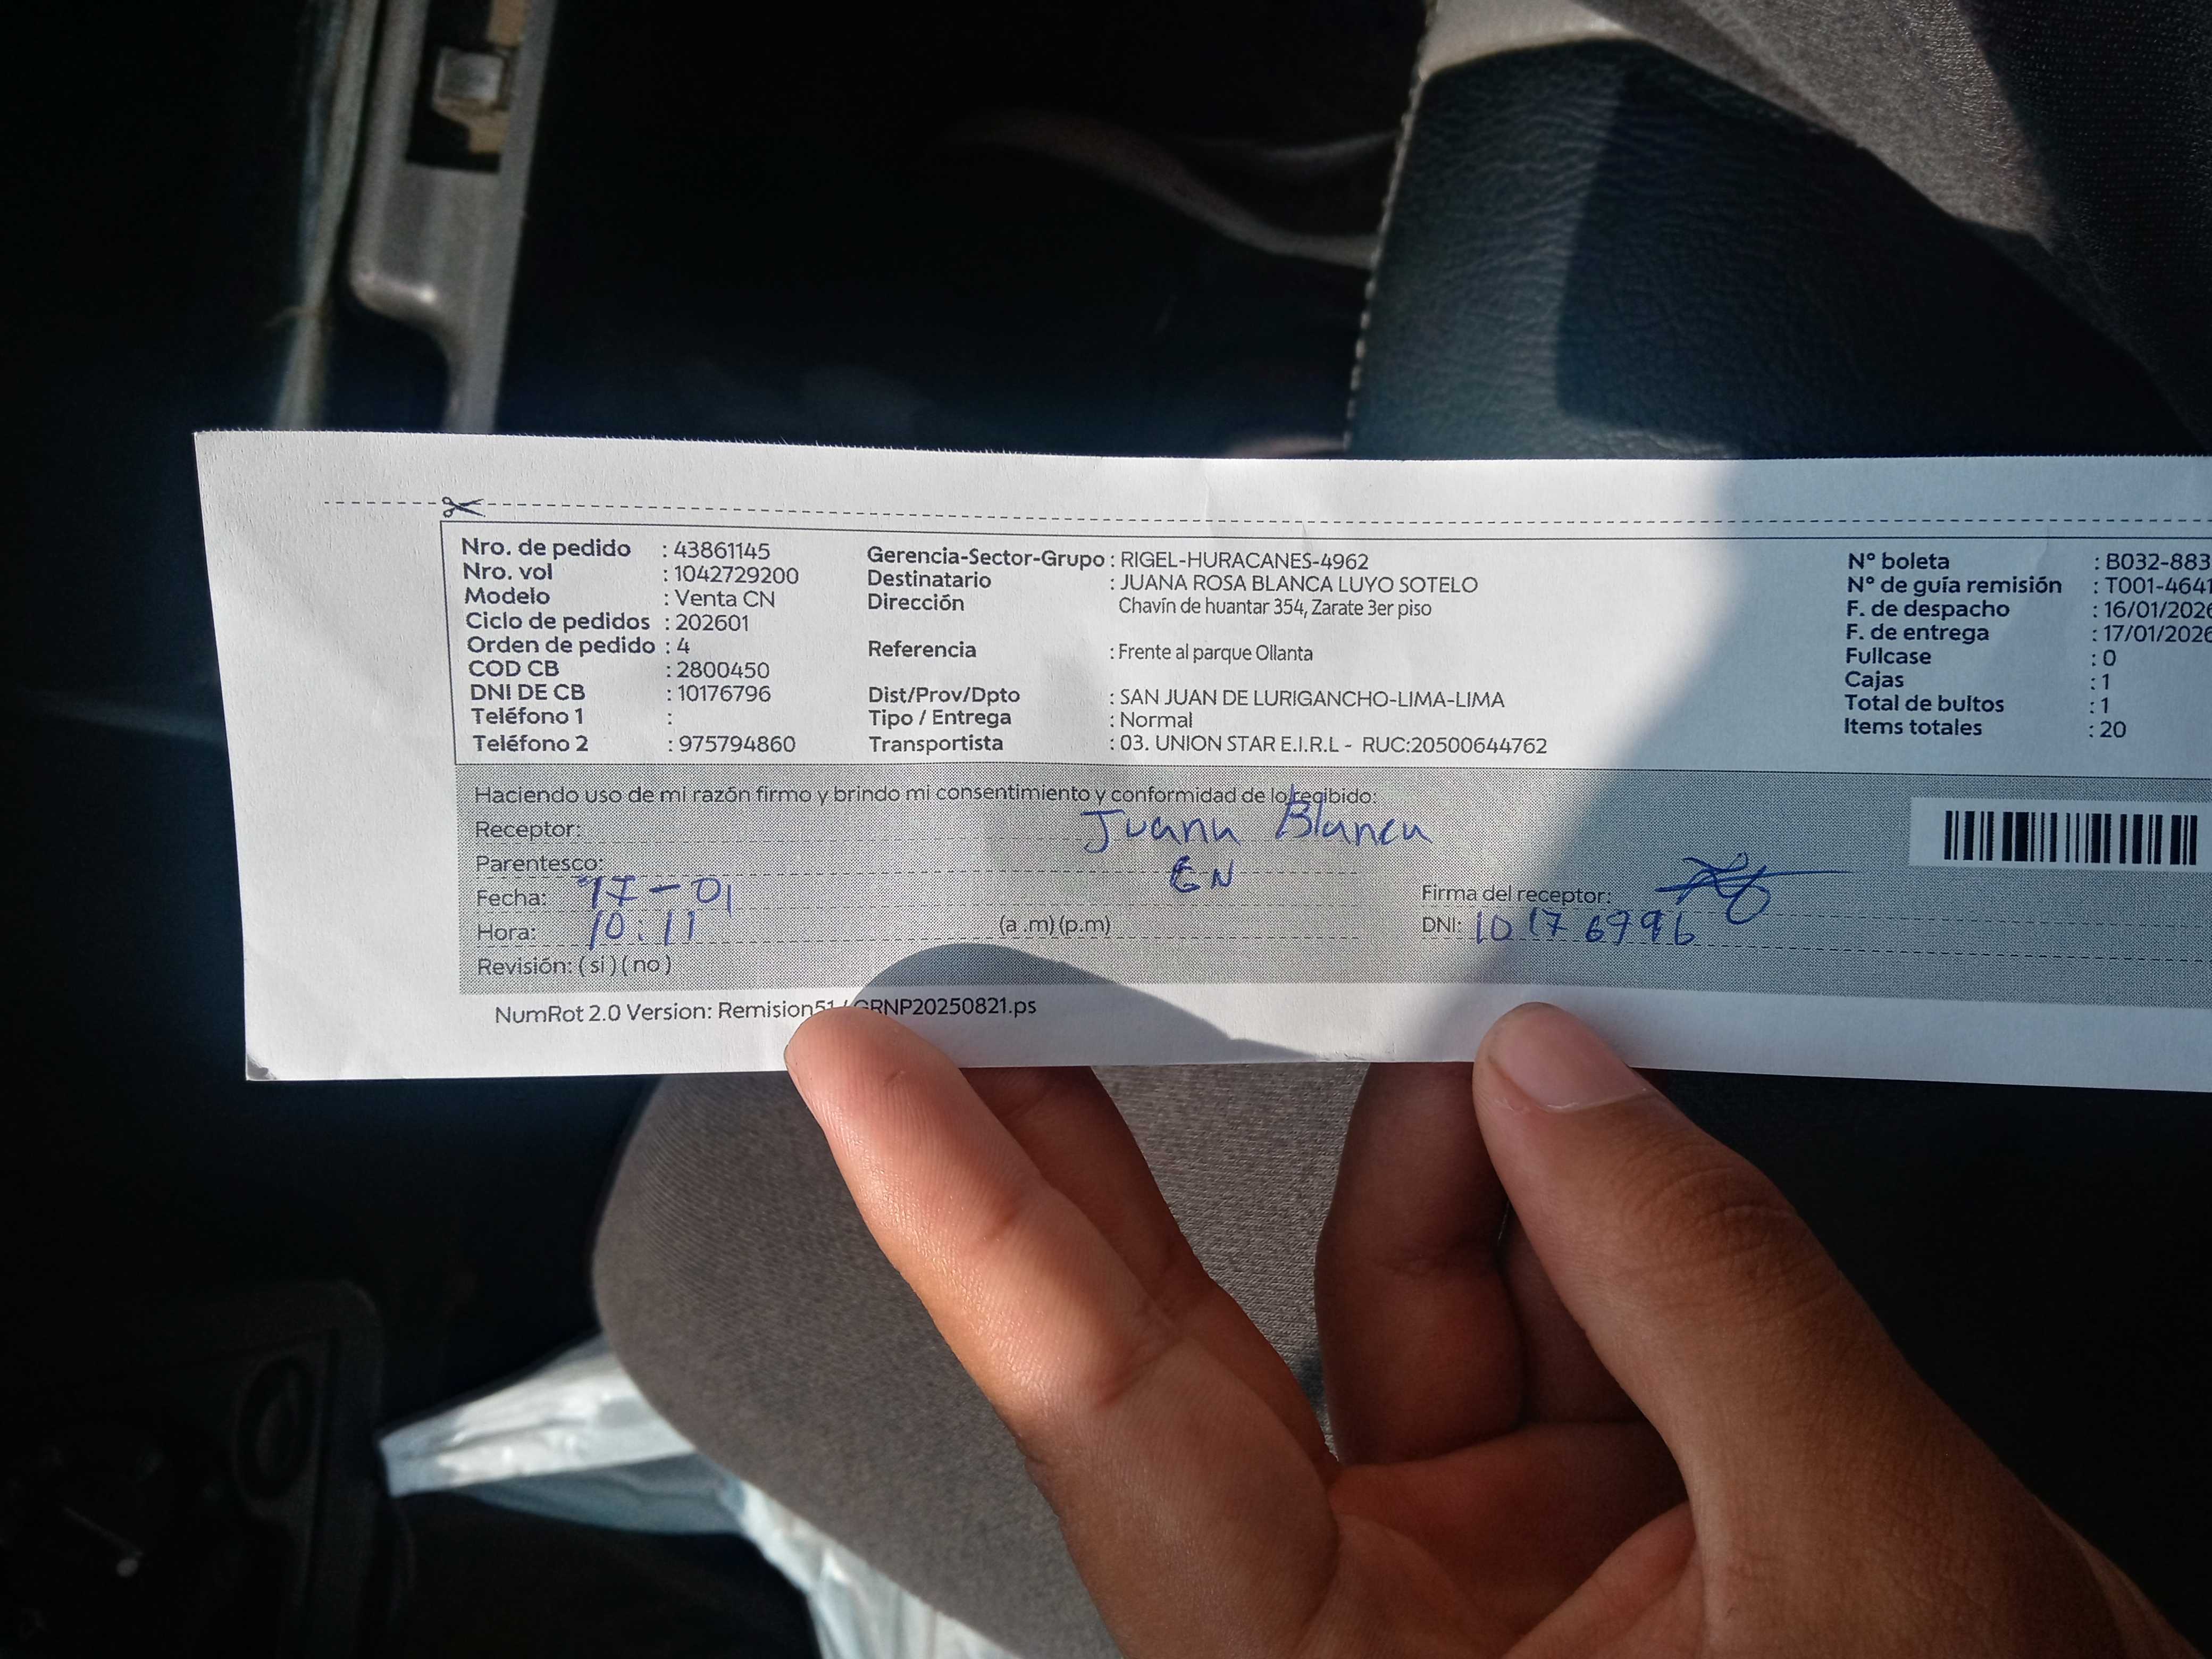 Nro. de pedido : 43861145
Nro. vol : 1042729200
Modelo : Venta CN
Ciclo de pedidos : 202601
Orden de pedido : 4
COD CB : 2800450
DNI DE CB : 10176796
Teléfono 1 :
Teléfono 2 : 975794860
Gerencia-Sector-Grupo : RIGEL-HURACANES-4962
Destinatario : JUANA ROSA BLANCA LUYO SOTELO
Dirección Chavín de huantar 354, Zarate 3er piso
Referencia : Frente al parque Ollanta
Dist/Prov/Dpto : SAN JUAN DE LURIGANCHO-LIMA-LIMA
Tipo / Entrega : Normal
Transportista : 03. UNION STAR E.I.R.L - RUC:20500644762
N° boleta : B032-883
N° de guía remisión : T001-4641
F. de despacho : 16/01/2026
F. de entrega : 17/01/2026
Fullcase : 0
Cajas : 1
Total de bultos : 1
Items totales : 20
Haciendo uso de mi razón firmo y brindo mi consentimiento y conformidad de lo recibido:
Receptor: Juana Blanca
Parentesco: CN
Fecha: 17-01
Hora: 10:11 (a .m) (p.m)
Revisión: ( si ) ( no )
Firma del receptor:
DNI: 10176796
NumRot 2.0 Version: Remision51 / GRNP20250821.ps